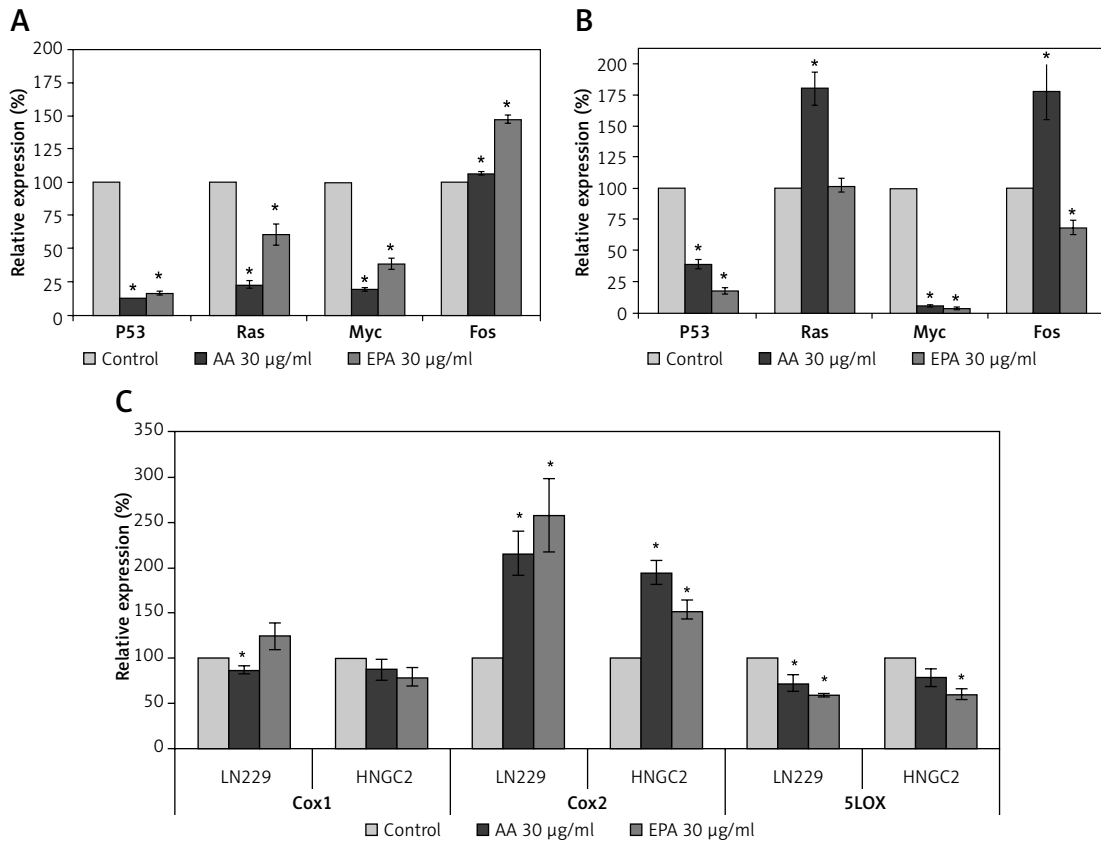 A
Relative expression (%)
200
175
150
125
100
75
50
25
0
* * * * * * * *
P53 Ras Myc Fos
Control AA 30 µg/ml EPA 30 µg/ml
B
Relative expression (%)
200
175
150
125
100
75
50
25
0
* * * * * * *
P53 Ras Myc Fos
Control AA 30 µg/ml EPA 30 µg/ml
C
Relative expression (%)
350
300
250
200
150
100
50
0
* * * * * * * *
LN229 HNGC2 LN229 HNGC2 LN229 HNGC2
Cox1 Cox2 5LOX
Control AA 30 µg/ml EPA 30 µg/ml